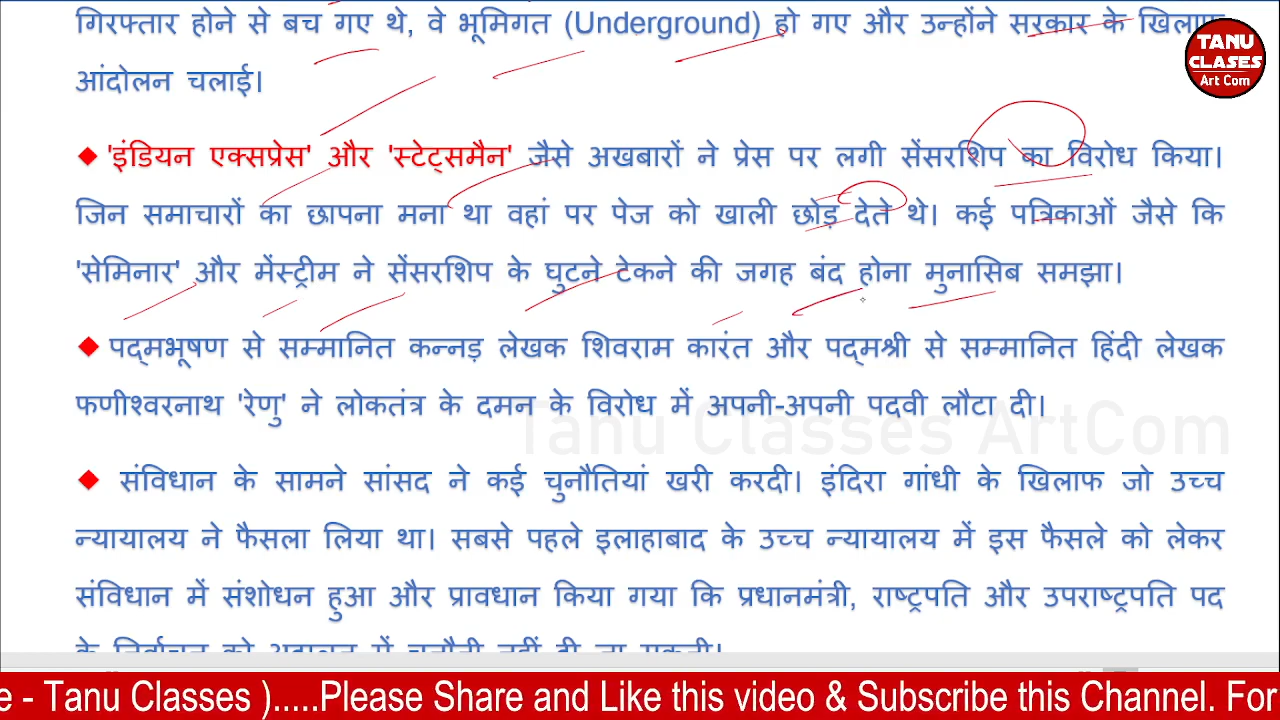 गिरफ्तार होने से बच गए थे, वे भूमिगत (Underground) हो गए और उन्होंने सरकार के खिलाफ
आंदोलन चलाई।
TANU
CLASES
Art Com
◆ 'इंडियन एक्सप्रेस' और 'स्टेट्समैन' जैसे अखबारों ने प्रेस पर लगी सेंसरशिप का विरोध किया।
जिन समाचारों का छापना मना था वहां पर पेज को खाली छोड़ देते थे। कई पत्रिकाओं जैसे कि
'सेमिनार' और मेंस्ट्रीम ने सेंसरशिप के घुटने टेकने की जगह बंद होना मुनासिब समझा।
◆ पद्मभूषण से सम्मानित कन्नड़ लेखक शिवराम कारंत और पद्मश्री से सम्मानित हिंदी लेखक
फणीश्वरनाथ 'रेणु' ने लोकतंत्र के दमन के विरोध में अपनी-अपनी पदवी लौटा दी।
Tanu Classes ArtCom
◆ संविधान के सामने सांसद ने कई चुनौतियां खरी करदी। इंदिरा गांधी के खिलाफ जो उच्च
न्यायालय ने फैसला लिया था। सबसे पहले इलाहाबाद के उच्च न्यायालय में इस फैसले को लेकर
संविधान में संशोधन हुआ और प्रावधान किया गया कि प्रधानमंत्री, राष्ट्रपति और उपराष्ट्रपति पद
के निर्वाचन को अदालत में चुनौती नहीं दी जा सकती।
e - Tanu Classes ).....Please Share and Like this video & Subscribe this Channel. For